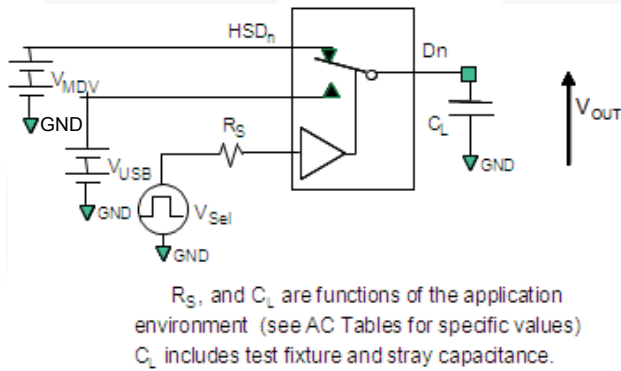 HSDn
Dn
VMDV
GND
RS
CL
VOUT
GND
VUSB
GND
VSel
GND
RS, and CL are functions of the application
environment (see AC Tables for specific values)
CL includes test fixture and stray capacitance.